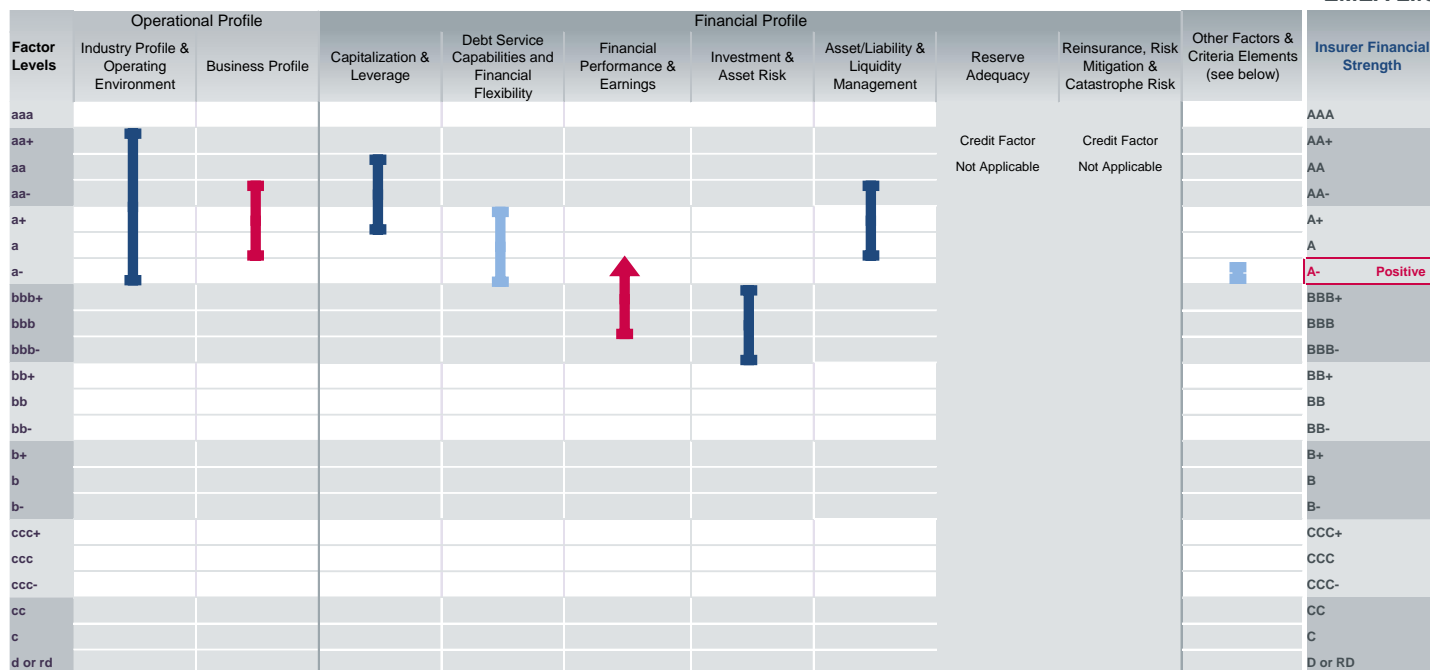 Operational Profile
Financial Profile
Factor
Levels
Industry Profile &
Operating
Environment
Business Profile
Capitalization &
Leverage
Debt Service
Capabilities and
Financial
Flexibility
Financial
Performance &
Earnings
Investment &
Asset Risk
Asset/Liability &
Liquidity
Management
Reserve
Adequacy
Reinsurance, Risk
Mitigation &
Catastrophe Risk
Other Factors &
Criteria Elements
(see below)
Insurer Financial
Strength
aaa AAA
aa+ Credit Factor Credit Factor AA+
aa Not Applicable Not Applicable AA
aa- AA-
a+ A+
a A
a- A- Positive
bbb+ BBB+
bbb BBB
bbb- BBB-
bb+ BB+
bb BB
bb- BB-
b+ B+
b B
b- B-
ccc+ CCC+
ccc CCC
ccc- CCC-
cc CC
c C
d or rd D or RD